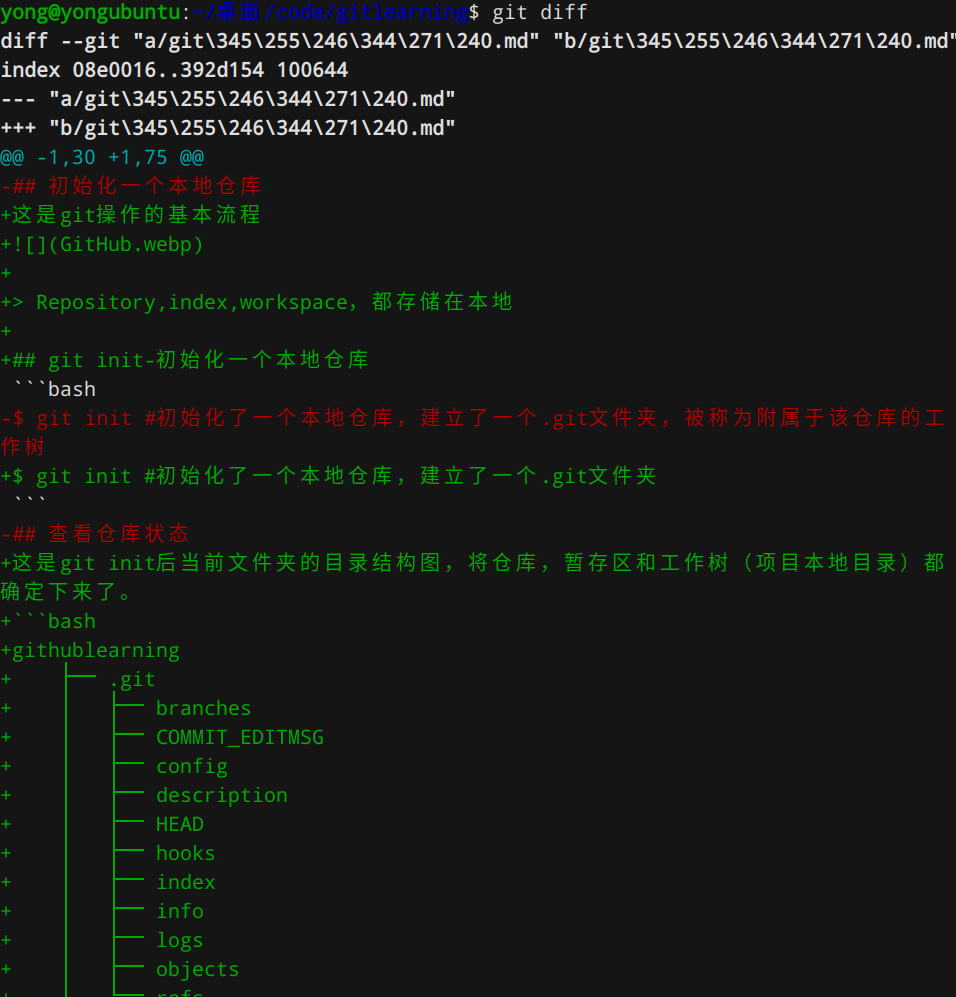 yong@yongubuntu:~/桌面/code/gitlearning$ git diff
diff --git "a/git\345\255\246\344\271\240.md" "b/git\345\255\246\344\271\240.md"
index 08e0016..392d154 100644
--- "a/git\345\255\246\344\271\240.md"
+++ "b/git\345\255\246\344\271\240.md"
@@ -1,30 +1,75 @@
-## 初始化一个本地仓库
+这是git操作的基本流程
+![](GitHub.webp)
+
+> Repository,index,workspace，都存储在本地
+
+## git init-初始化一个本地仓库
 ```bash
-$ git init #初始化了一个本地仓库，建立了一个.git文件夹，被称为附属于该仓库的工
作树
+$ git init #初始化了一个本地仓库，建立了一个.git文件夹
 ```
-## 查看仓库状态
+这是git init后当前文件夹的目录结构图，将仓库，暂存区和工作树（项目本地目录）都
确定下来了。
+```bash
+githublearning
+    ├── .git
+    │   ├── branches
+    │   ├── COMMIT_EDITMSG
+    │   ├── config
+    │   ├── description
+    │   ├── HEAD
+    │   ├── hooks
+    │   ├── index
+    │   ├── info
+    │   ├── logs
+    │   ├── objects
+    │   ├── refs